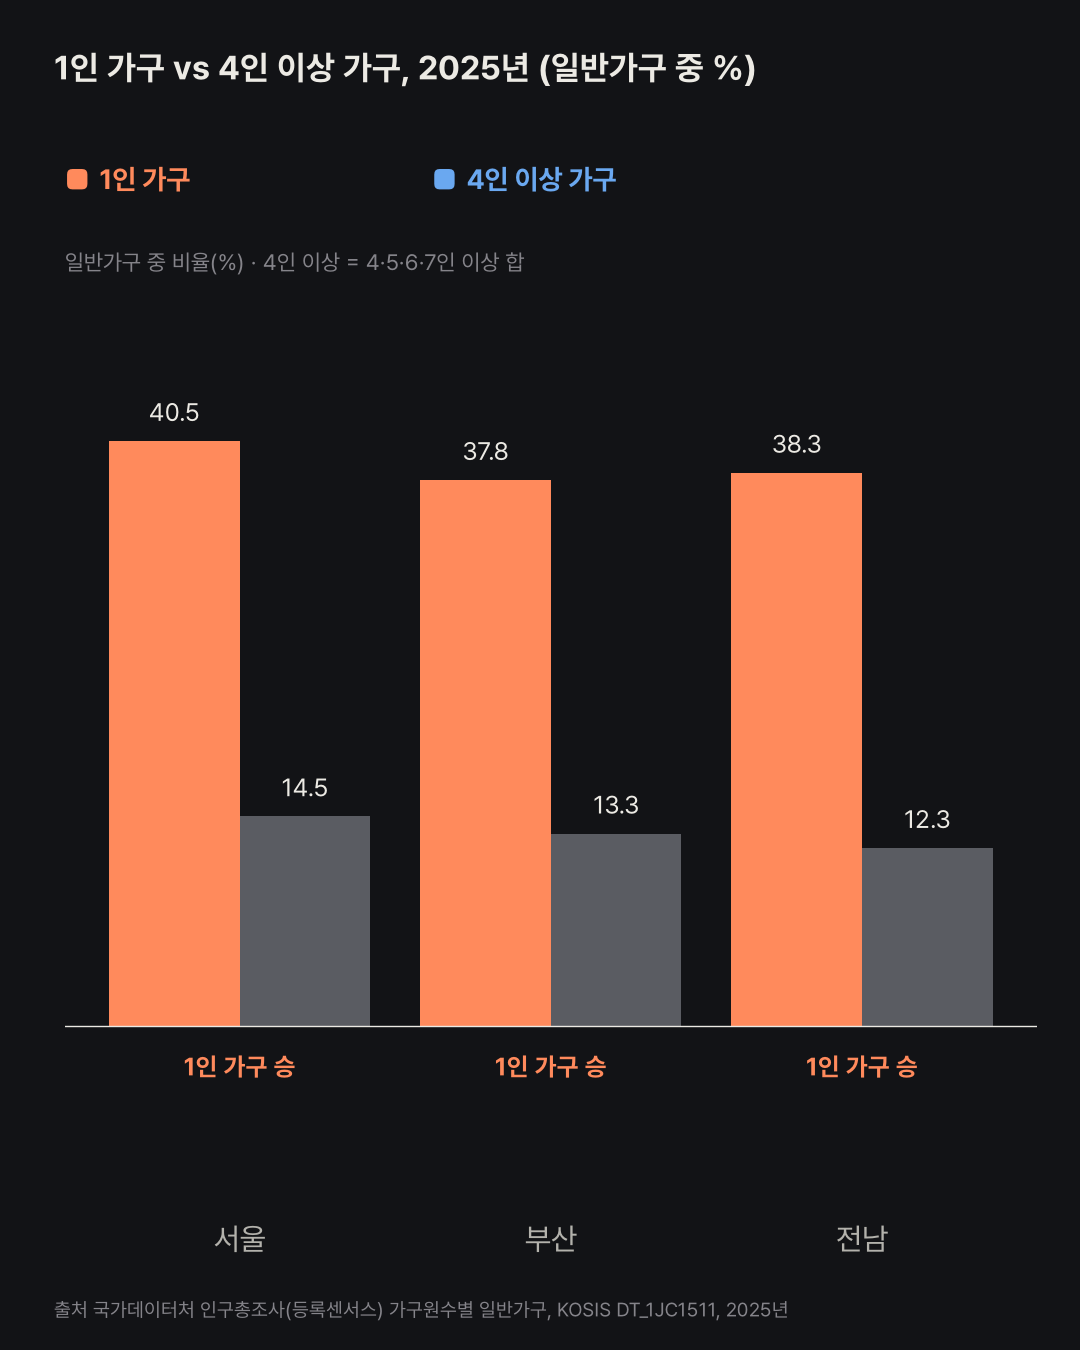 1인 가구 vs 4인 이상 가구, 2025년 (일반가구 중 %)
1인 가구
4인 이상 가구
일반가구 중 비율(%) · 4인 이상 = 4·5·6·7인 이상 합
40.5
14.5
37.8
13.3
38.3
12.3
1인 가구 승
1인 가구 승
1인 가구 승
서울
부산
전남
출처 국가데이터처 인구총조사(등록센서스) 가구원수별 일반가구, KOSIS DT_1JC1511, 2025년